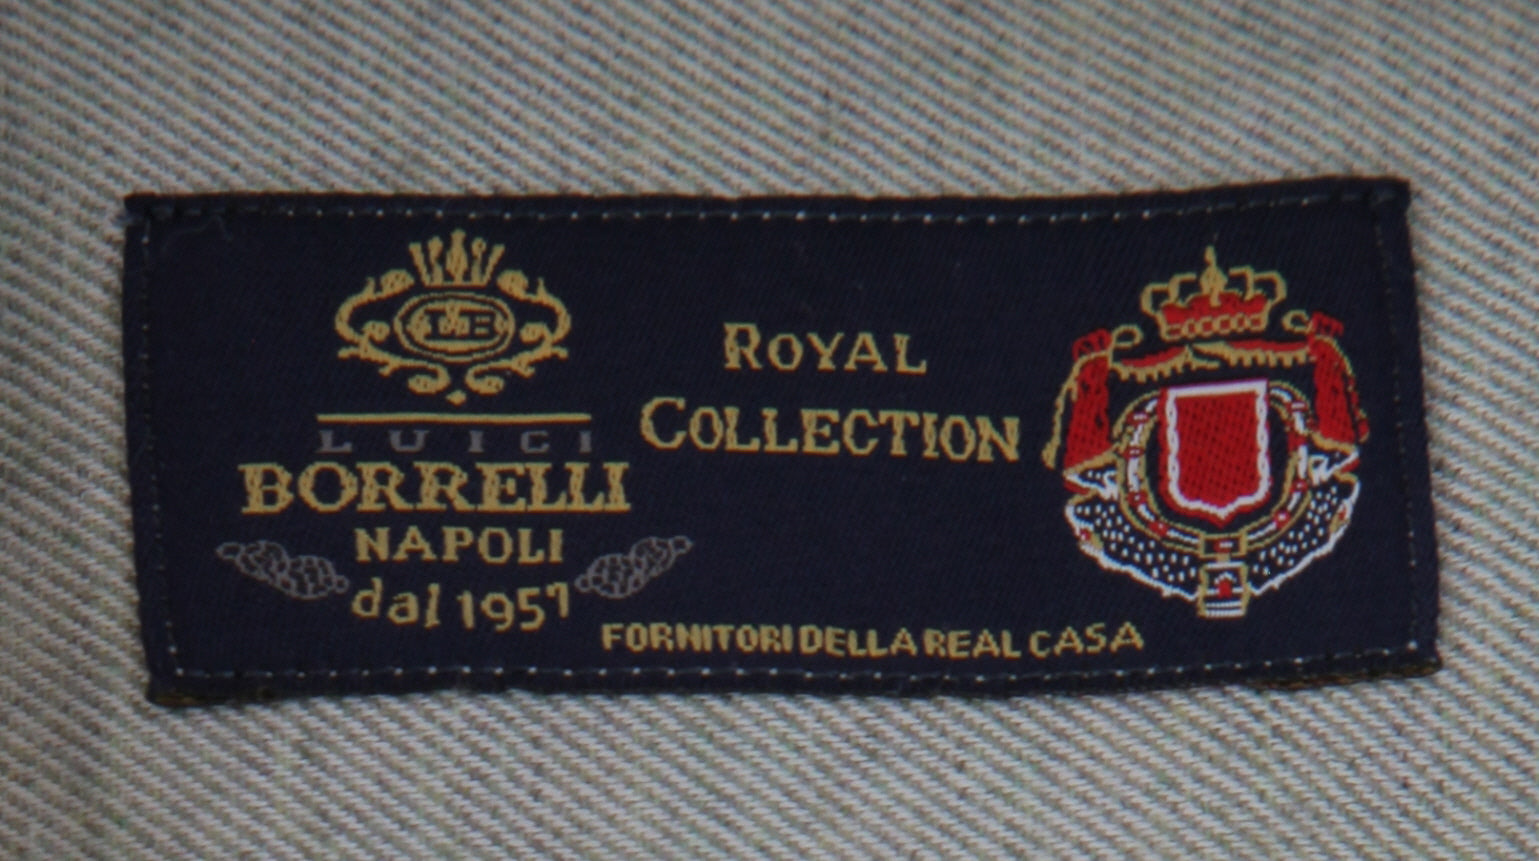 LUIGI
BORRELLI
NAPOLI
dal 1957
ROYAL
COLLECTION
FORNITORI DELLA REAL CASA